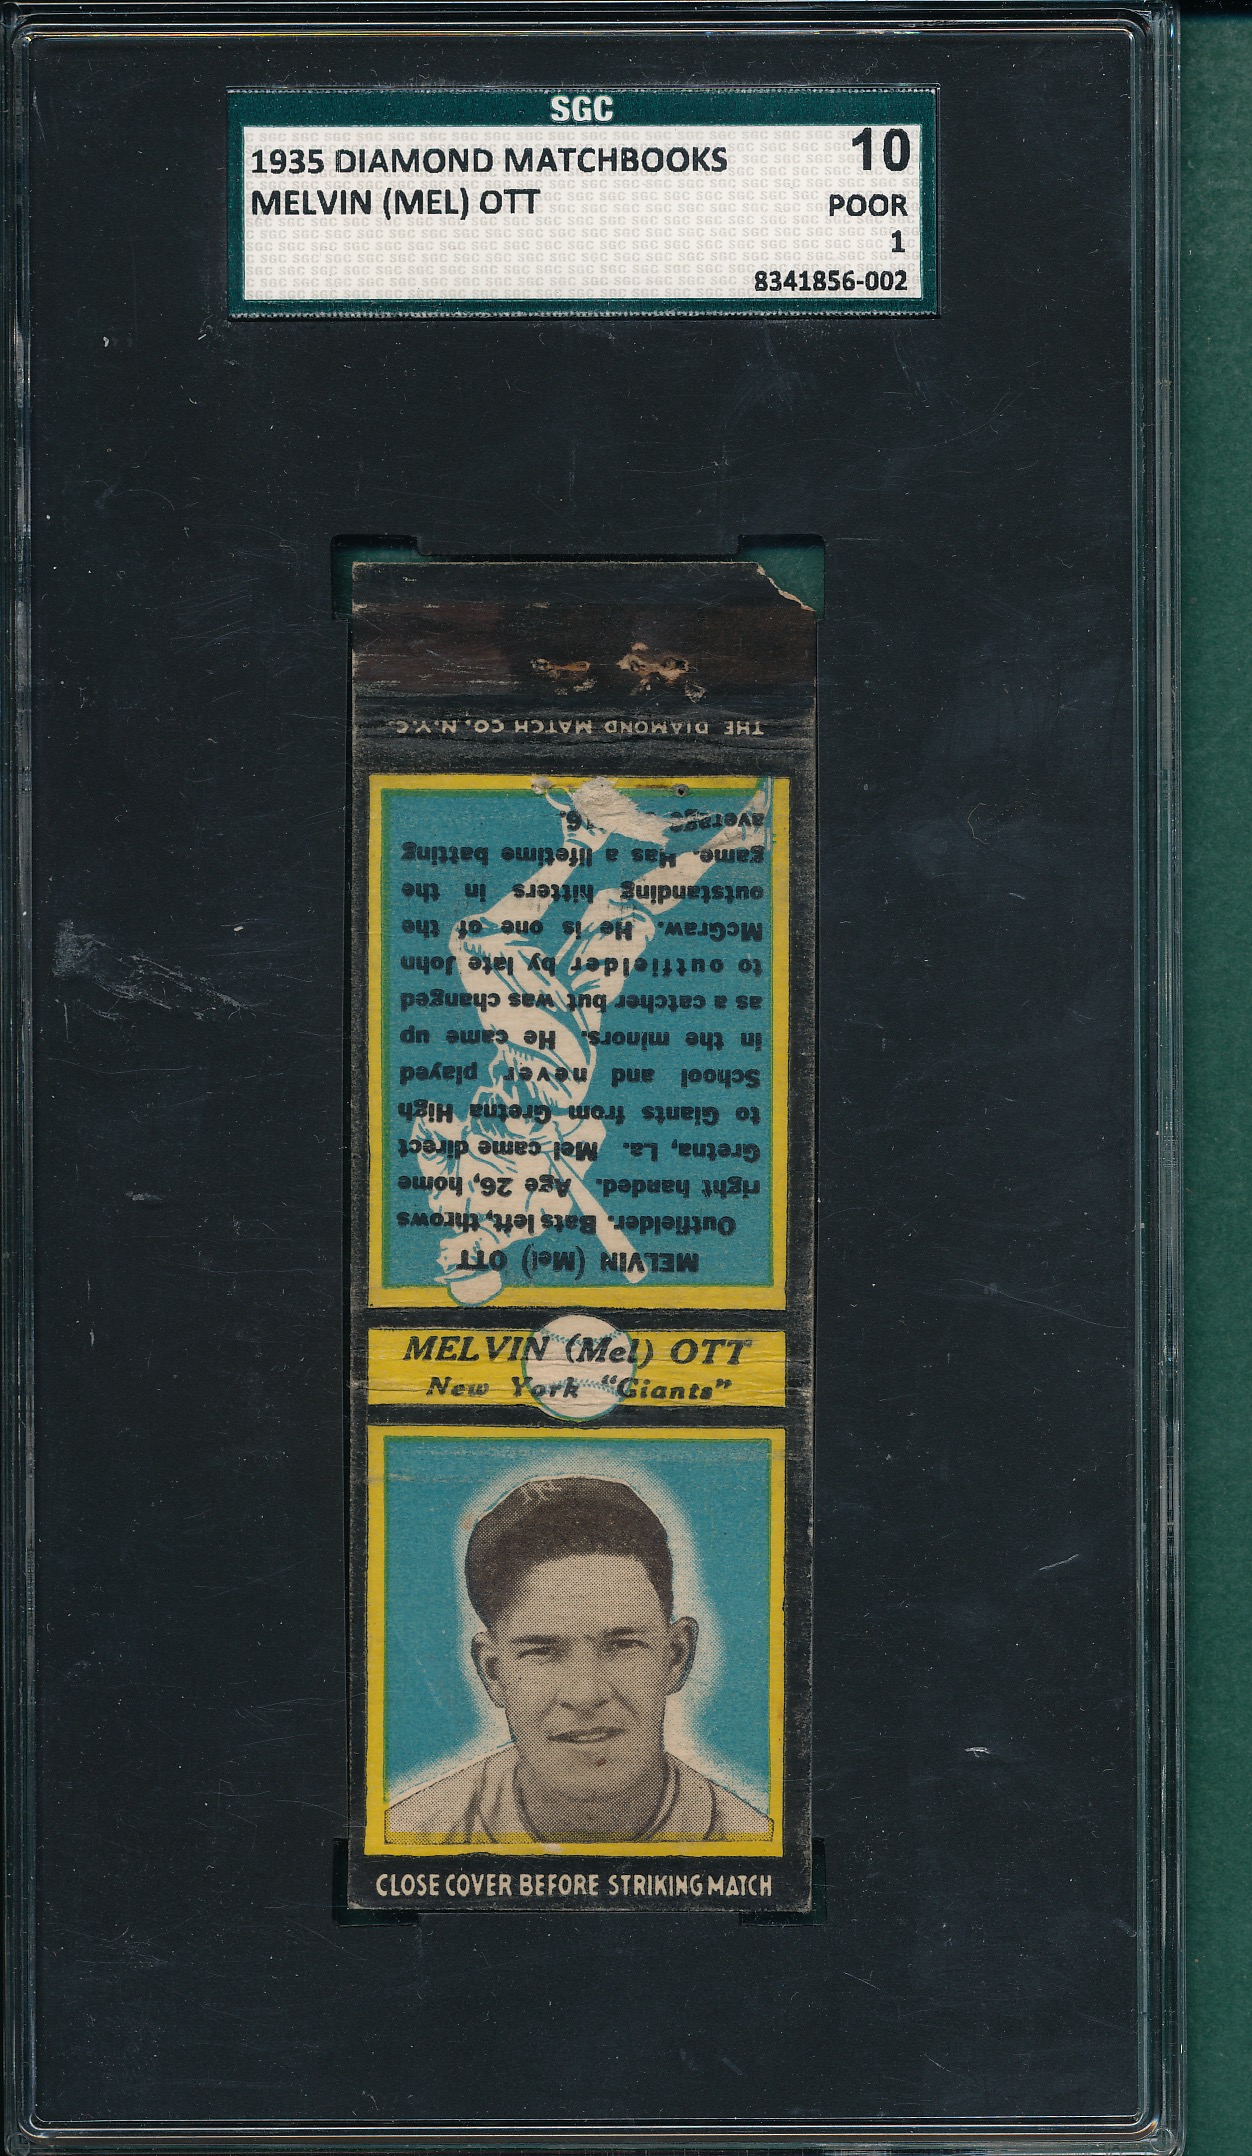 SGC
1935 DIAMOND MATCHBOOKS 10
MELVIN (MEL) OTT POOR
1
8341856-002
THE DIAMOND MATCH CO., N.Y.C.
MELVIN (Mel) OTT
Outfielder. Bats left, throws
right handed. Age 26, home
Gretna, La. Mel came direct
to Giants from Gretna High
School and never played
in the minors. He came up
as a catcher but was changed
to outfielder by late John
McGraw. He is one of the
outstanding hitters in the
game. Has a lifetime batting
average 16.
MELVIN (Mel) OTT
New York "Giants"
CLOSE COVER BEFORE STRIKING MATCH